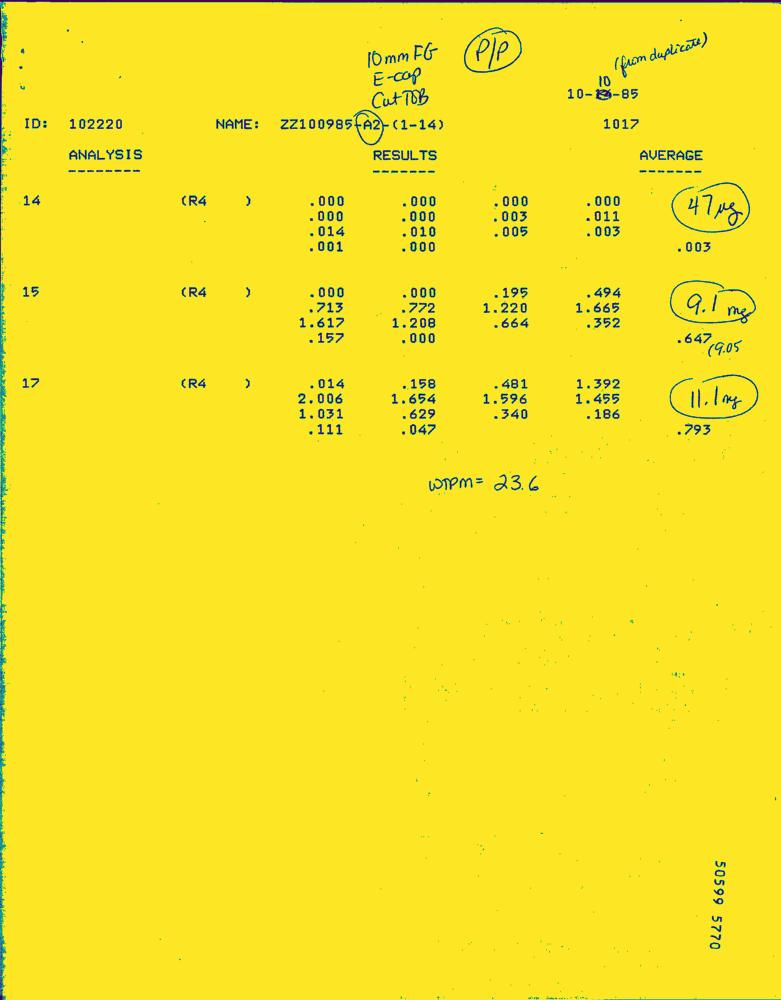 10mm FG
E-cap
Cut TOB
P/P
(from duplicate)
10
10- -85
ID: 102220 NAME: ZZ100985-A2-(1-14) 1017
ANALYSIS RESULTS AVERAGE
-------- ------- -------
14 (R4 ) .000 .000 .000 .000 47 µg
.000 .000 .003 .011
.014 .010 .005 .003
.001 .000 .003
15 (R4 ) .000 .000 .195 .494 9.1 mg
.713 .772 1.220 1.665
1.617 1.208 .664 .352
.157 .000 .647 (9.05
17 (R4 ) .014 .158 .481 1.392 11.1 mg
2.006 1.654 1.596 1.455
1.031 .629 .340 .186
.111 .047 .793
WTPM= 23.6
50599 5770